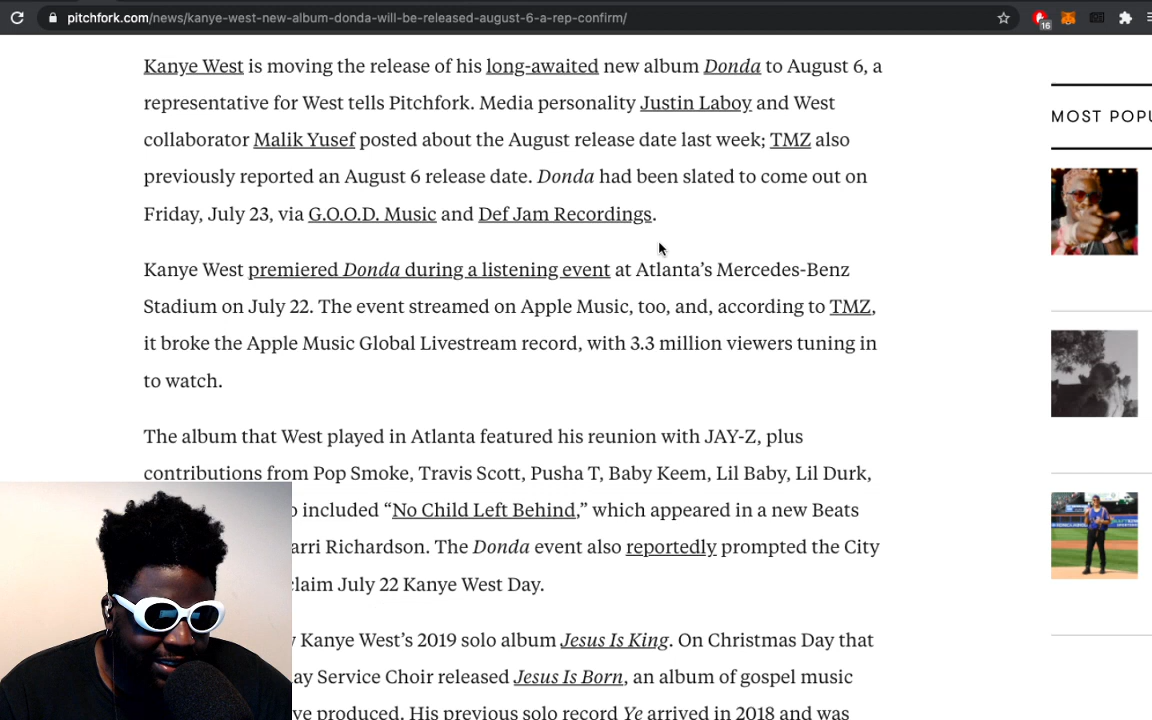 pitchfork.com/news/kanye-west-new-album-donda-will-be-released-august-6-a-rep-confirm/
16
Kanye West is moving the release of his long-awaited new album Donda to August 6, a
representative for West tells Pitchfork. Media personality Justin Laboy and West
collaborator Malik Yusef posted about the August release date last week; TMZ also
previously reported an August 6 release date. Donda had been slated to come out on
Friday, July 23, via G.O.O.D. Music and Def Jam Recordings.
Kanye West premiered Donda during a listening event at Atlanta’s Mercedes-Benz
Stadium on July 22. The event streamed on Apple Music, too, and, according to TMZ,
it broke the Apple Music Global Livestream record, with 3.3 million viewers tuning in
to watch.
The album that West played in Atlanta featured his reunion with JAY-Z, plus
contributions from Pop Smoke, Travis Scott, Pusha T, Baby Keem, Lil Baby, Lil Durk,
included “No Child Left Behind,” which appeared in a new Beats
Richardson. The Donda event also reportedly prompted the City
July 22 Kanye West Day.
Kanye West’s 2019 solo album Jesus Is King. On Christmas Day that
Service Choir released Jesus Is Born, an album of gospel music
produced. His previous solo record Ye arrived in 2018 and was
MOST